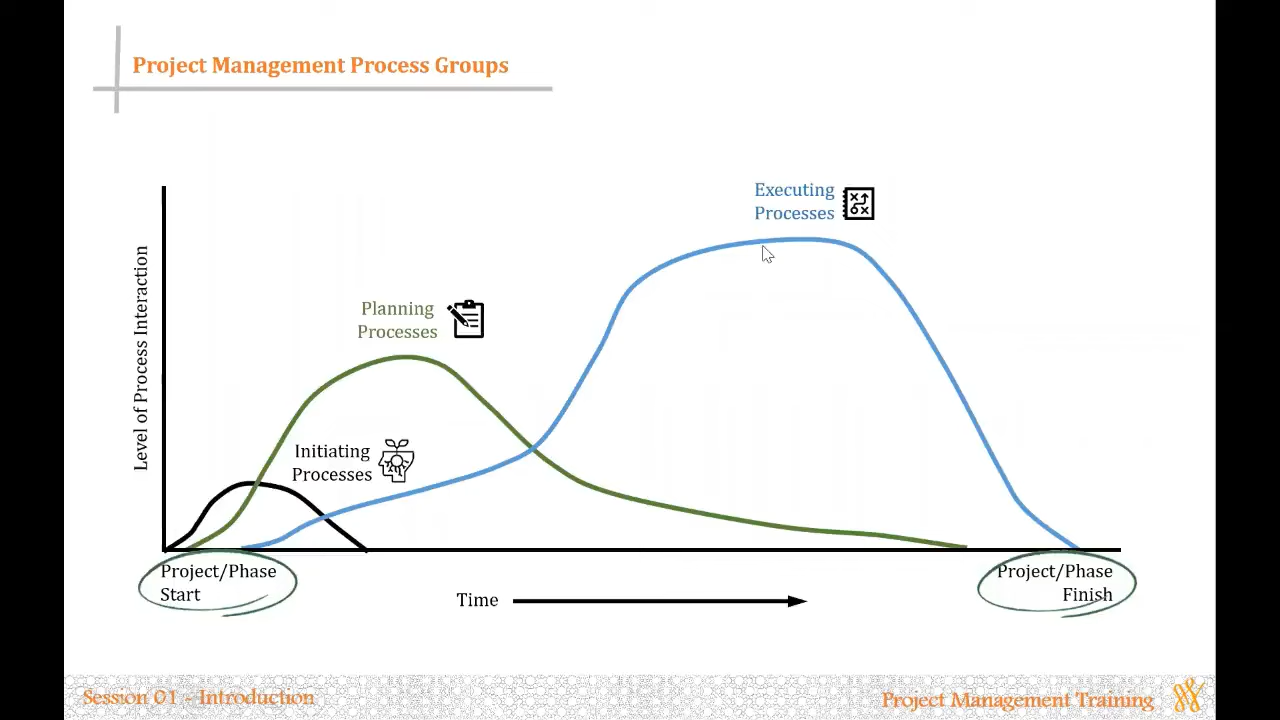 Project Management Process Groups
Executing
Processes
Level of Process Interaction
Planning
Processes
Initiating
Processes
Project/Phase
Start
Time
Project/Phase
Finish
Session 01 - Introduction
Project Management Training